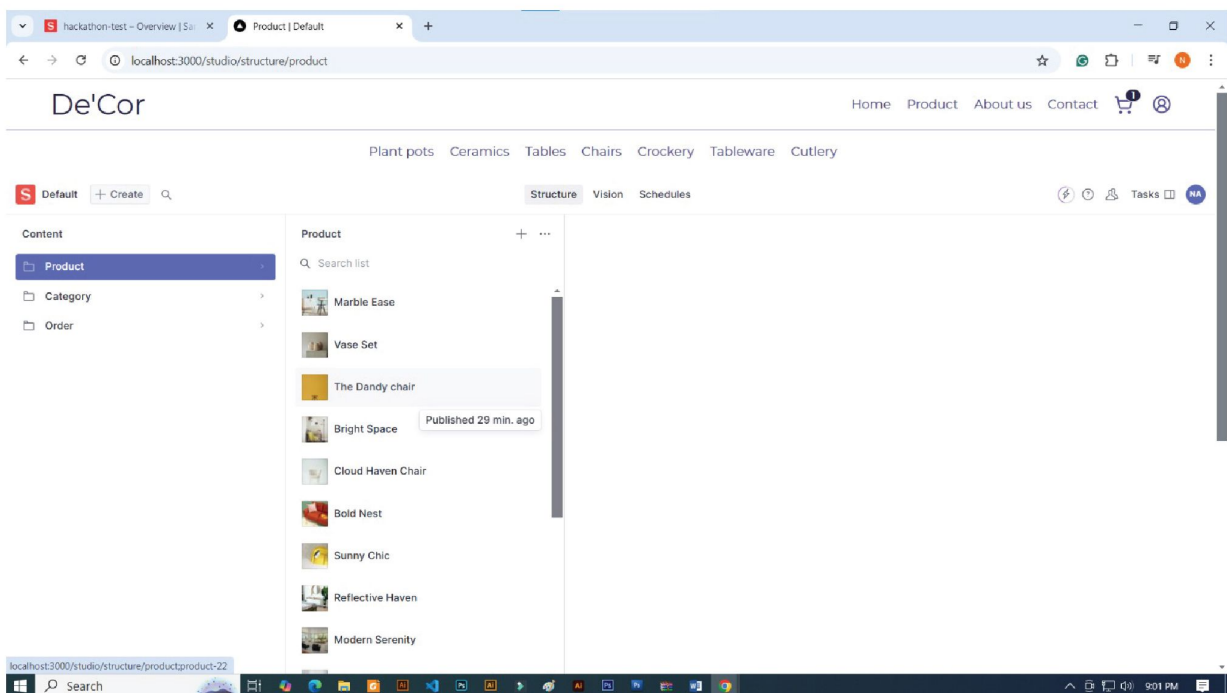 S hackathon-test – Overview | Sa
Product | Default
localhost:3000/studio/structure/product
N
De'Cor
Home Product About us Contact 1
Plant pots Ceramics Tables Chairs Crockery Tableware Cutlery
S Default + Create
Structure Vision Schedules
Tasks NA
Content
Product
Category
Order
Product
Search list
Marble Ease
Vase Set
The Dandy chair
Published 29 min. ago
Bright Space
Cloud Haven Chair
Bold Nest
Sunny Chic
Reflective Haven
Modern Serenity
localhost:3000/studio/structure/product;product-22
Search
9:01 PM